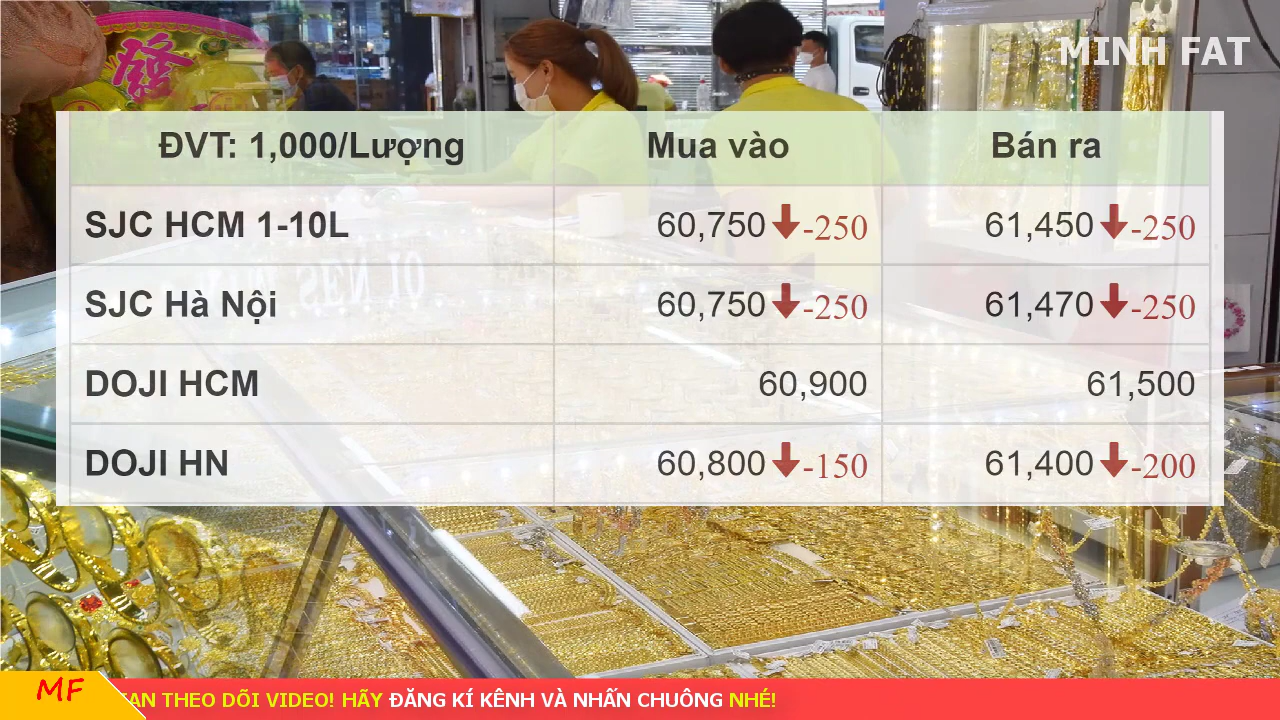 MINH FAT
發
ĐVT: 1,000/Lượng Mua vào Bán ra
SJC HCM 1-10L 60,750 -250 61,450 -250
SJC Hà Nội 60,750 -250 61,470 -250
DOJI HCM 60,900 61,500
DOJI HN 60,800 -150 61,400 -200
MF THEO DÕI VIDEO! HÃY ĐĂNG KÍ KÊNH VÀ NHẤN CHUÔNG NHÉ!